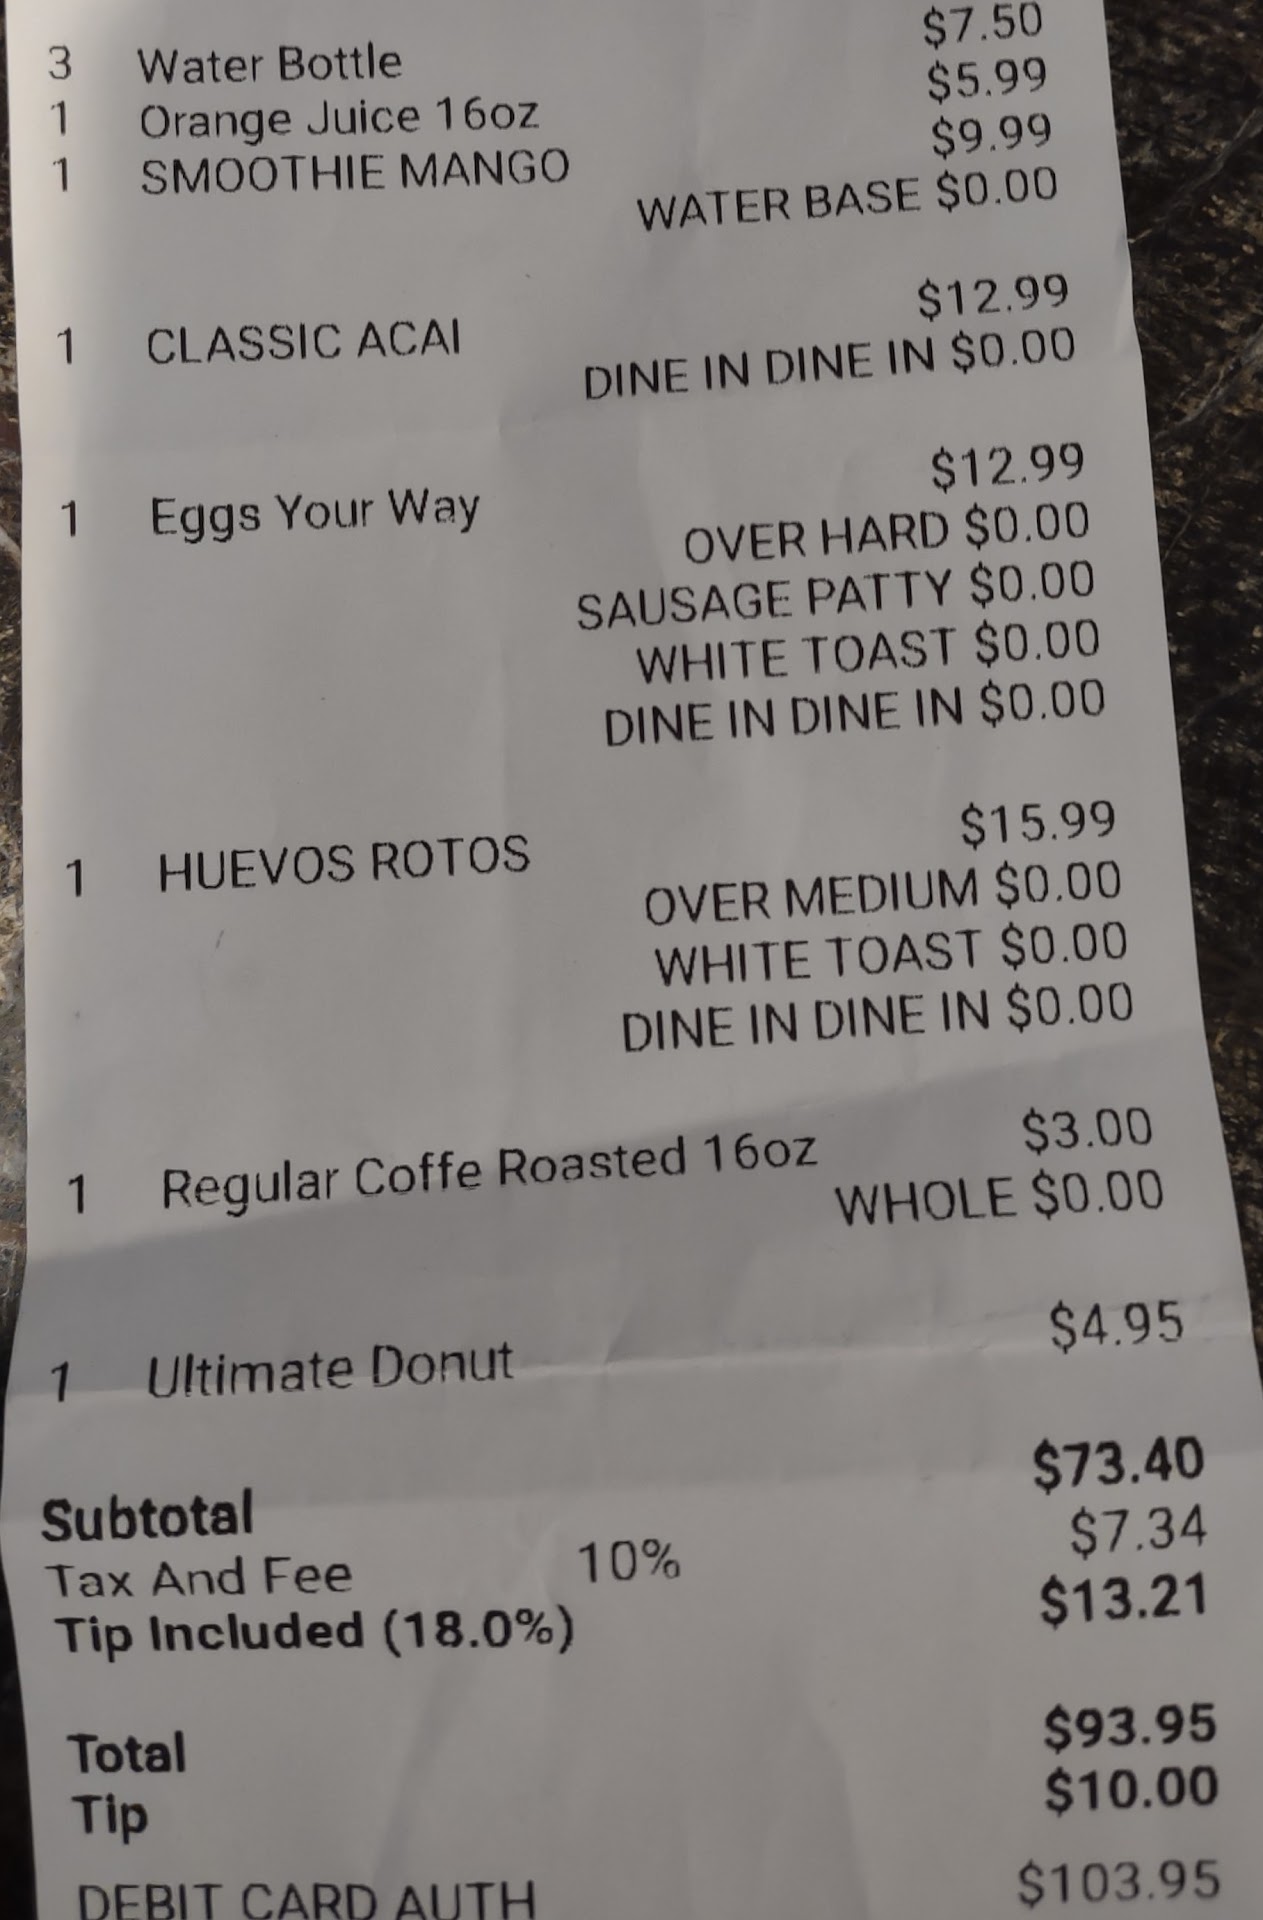 3 Water Bottle $7.50
1 Orange Juice 16oz $5.99
1 SMOOTHIE MANGO $9.99
WATER BASE $0.00
1 CLASSIC ACAI $12.99
DINE IN DINE IN $0.00
1 Eggs Your Way $12.99
OVER HARD $0.00
SAUSAGE PATTY $0.00
WHITE TOAST $0.00
DINE IN DINE IN $0.00
1 HUEVOS ROTOS $15.99
OVER MEDIUM $0.00
WHITE TOAST $0.00
DINE IN DINE IN $0.00
1 Regular Coffe Roasted 16oz $3.00
WHOLE $0.00
1 Ultimate Donut $4.95
Subtotal $73.40
Tax And Fee 10% $7.34
Tip Included (18.0%) $13.21
Total $93.95
Tip $10.00
DEBIT CARD AUTH $103.95